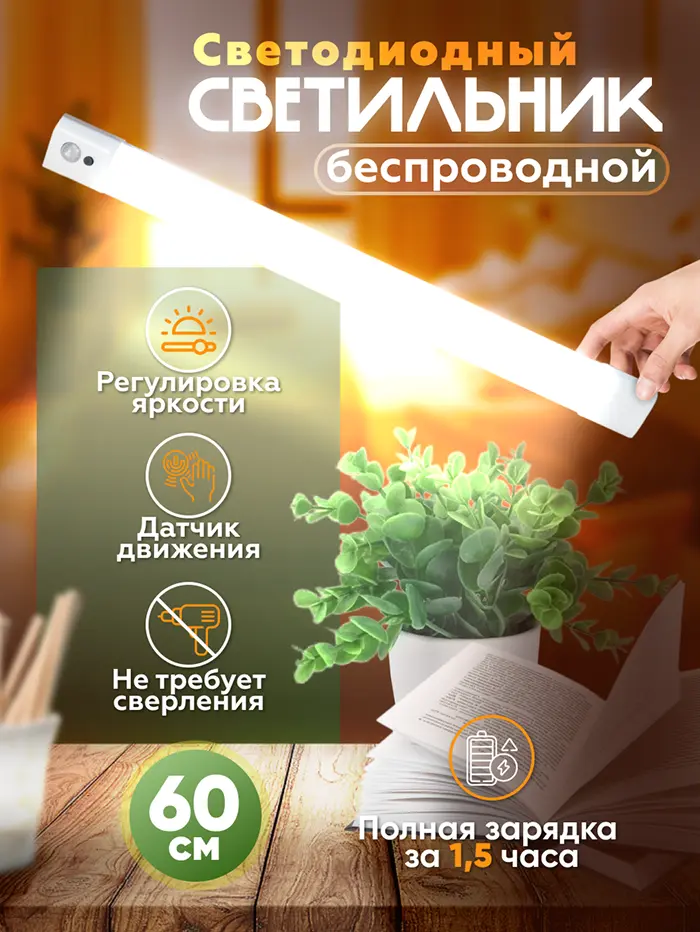 Светодиодный
СВЕТИЛЬНИК
беспроводной
Регулировка
яркости
Датчик
движения
Не требует
сверления
60
см
Полная зарядка
за 1,5 часа